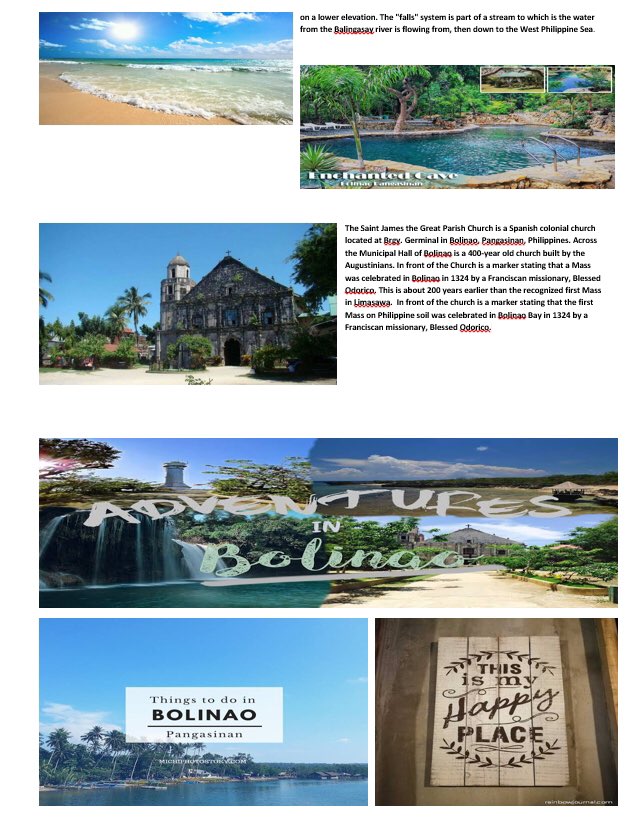 on a lower elevation. The "falls" system is part of a stream to which is the water
from the Balingasay river is flowing from, then down to the West Philippine Sea.
Enchanted Cave
Bolinao Pangasinan
The Saint James the Great Parish Church is a Spanish colonial church
located at Brgy. Germinal in Bolinao, Pangasinan, Philippines. Across
the Municipal Hall of Bolinao is a 400-year old church built by the
Augustinians. In front of the Church is a marker stating that a Mass
was celebrated in Bolinao in 1324 by a Franciscan missionary, Blessed
Odorico. This is about 200 years earlier than the recognized first Mass
in Limasawa. In front of the church is a marker stating that the first
Mass on Philippine soil was celebrated in Bolinao Bay in 1324 by a
Franciscan missionary, Blessed Odorico.
ADVENTURES
IN
Bolinao
Things to do in
BOLINAO
Pangasinan
THIS
is my
Happy
PLACE
rainbowjournal.com